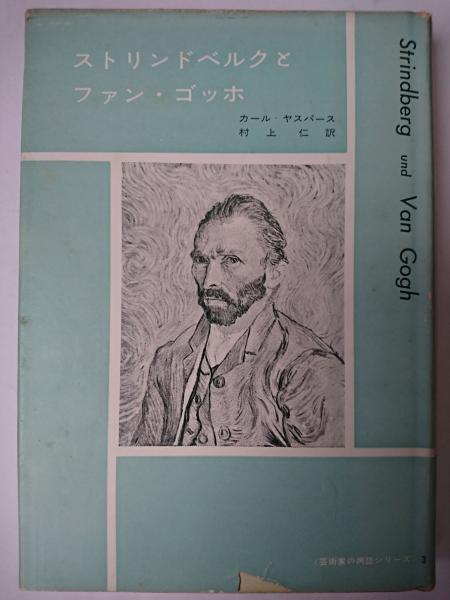 ストリンドベルクと
ファン・ゴッホ
カール・ヤスパース
村上 仁 訳
Strindberg und Van Gogh
〈芸術家の病誌シリーズ〉3